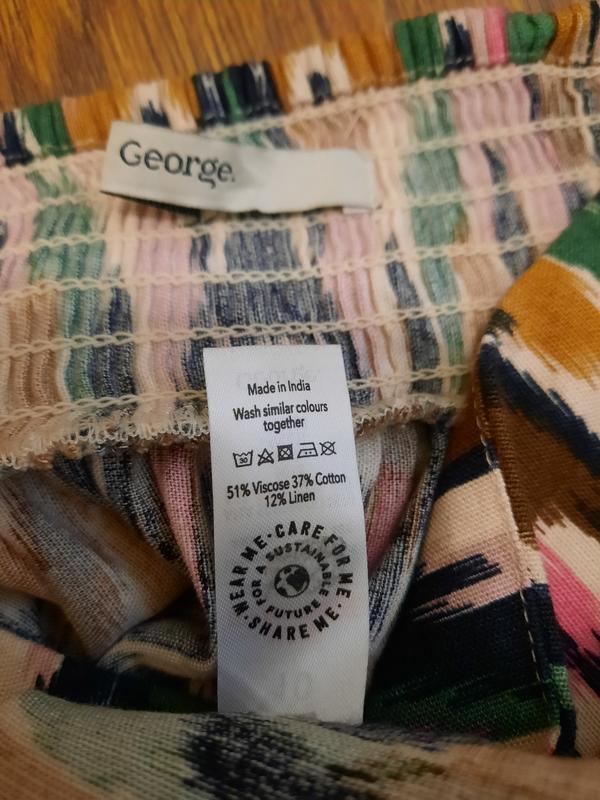 George.
Made in India
Wash similar colours
together
30
51% Viscose 37% Cotton
12% Linen
WEAR ME · CARE FOR ME · SHARE ME ·
FOR A SUSTAINABLE FUTURE